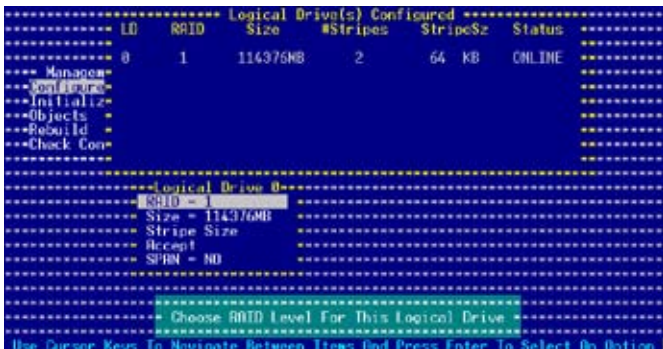 Logical Drive(s) Configured
LD RAID Size #Stripes StripeSz Status
0 1 114376MB 2 64 KB ONLINE
Managem
Configure
Initializ
Objects
Rebuild
Check Con
Logical Drive 0
RAID = 1
Size = 114376MB
Stripe Size
Accept
SPAN = NO
Choose RAID Level For This Logical Drive
Use Cursor Keys To Navigate Between Items And Press Enter To Select An Option